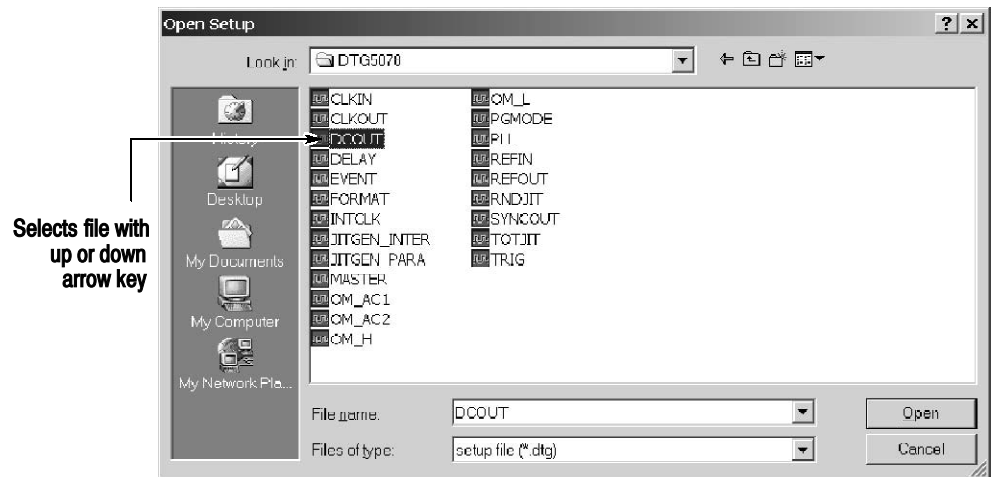 Open Setup
Look in:
DTG5078
CLKIN
CLKOUT
DCOUT
DELAY
EVENT
FORMAT
INTCLK
JITGEN_INTER
JITGEN_PARA
MASTER
OM_AC1
OM_AC2
OM_H
OM_L
PGMODE
PLL
REFIN
REFOUT
RNDJIT
SYNCOUT
TOTJIT
TRIG
History
Desktop
My Documents
My Computer
My Network Pla...
Selects file with
up or down
arrow key
File name:
DCOUT
Open
Files of type:
setup file (*.dtg)
Cancel